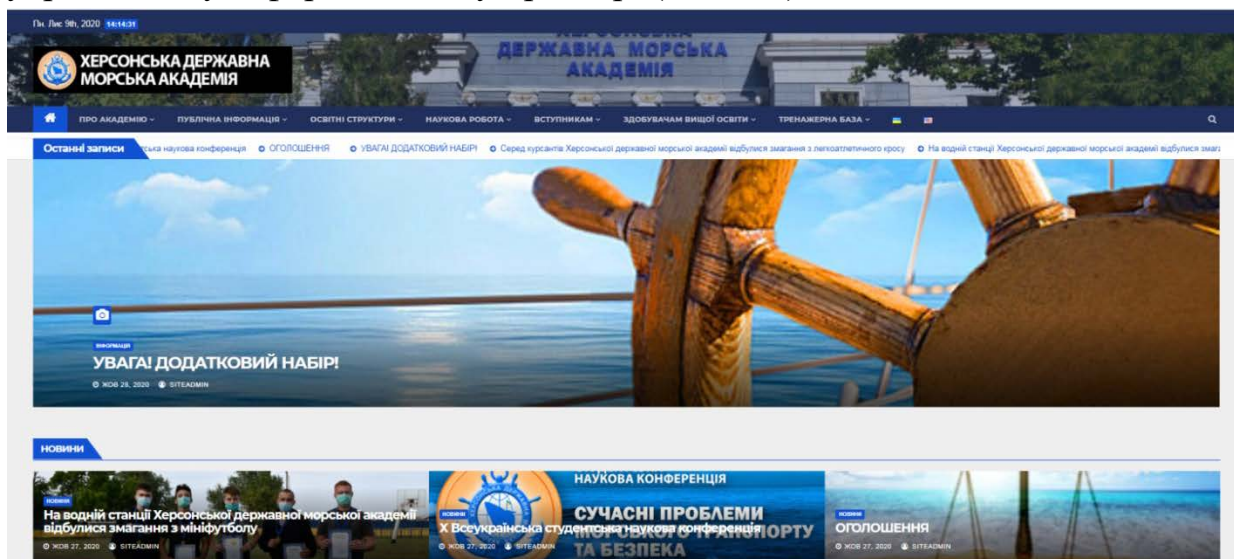 Пн. Лис 9th, 2020 14:14:31
ХЕРСОНСЬКА ДЕРЖАВНА
МОРСЬКА АКАДЕМІЯ
ДЕРЖАВНА МОРСЬКА
АКАДЕМІЯ
ПРО АКАДЕМІЮ ПУБЛІЧНА ІНФОРМАЦІЯ ОСВІТНІ СТРУКТУРИ НАУКОВА РОБОТА ВСТУПНИКАМ ЗДОБУВАЧАМ ВИЩОЇ ОСВІТИ ТРЕНАЖЕРНА БАЗА
Останні записи наукова конференція ОГОЛОШЕННЯ УВАГА! ДОДАТКОВИЙ НАБІР! Серед курсантів Херсонської державної морської академії відбулися змагання з легкоатлетичного кросу На водній станції Херсонської державної морської академії відбулися
ІНФОРМАЦІЯ
УВАГА! ДОДАТКОВИЙ НАБІР!
ЖОВ 28, 2020 SITEADMIN
НОВИНИ
НОВИНИ
На водній станції Херсонської державної морської академії
відбулися змагання з мініфутболу
ЖОВ 27, 2020 SITEADMIN
НАУКОВА КОНФЕРЕНЦІЯ
СУЧАСНІ ПРОБЛЕМИ
НОВИНИ
Х Всеукраїнська студентська наукова конференція
МОРСЬКОГО ТРАНСПОРТУ
ЖОВ 27, 2020 SITEADMIN
ТА БЕЗПЕКА
НОВИНИ
ОГОЛОШЕННЯ
ЖОВ 27, 2020 SITEADMIN